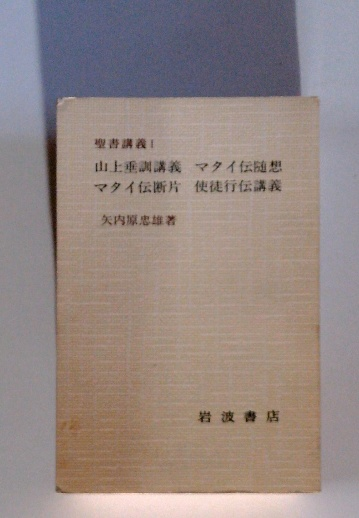 聖書講義 I
山上垂訓講義　マタイ伝随想
マタイ伝断片　使徒行伝講義
矢内原忠雄著
岩波書店